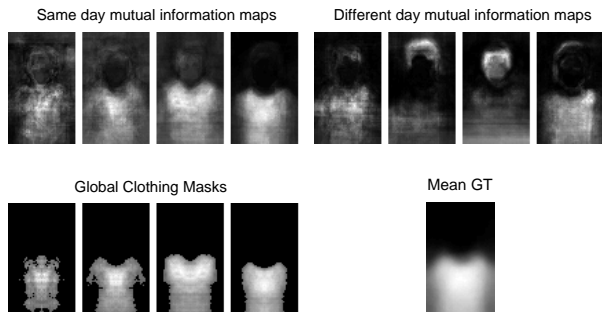 Same day mutual information maps
Different day mutual information maps
Global Clothing Masks
Mean GT